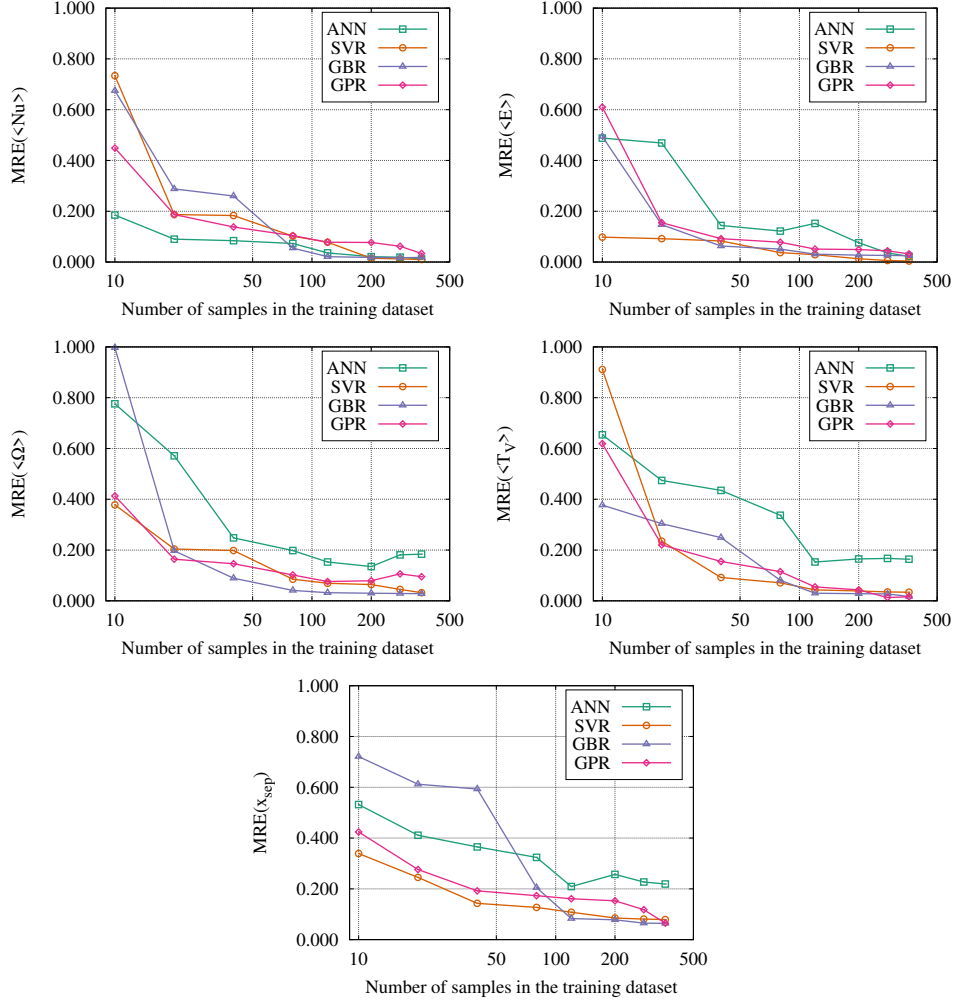 1.000
0.800
0.600
0.400
0.200
0.000
MRE(<Nu>)
ANN
SVR
GBR
GPR
10 50 100 200 500
Number of samples in the training dataset
1.000
0.800
0.600
0.400
0.200
0.000
MRE(<E>)
ANN
SVR
GBR
GPR
10 50 100 200 500
Number of samples in the training dataset
1.000
0.800
0.600
0.400
0.200
0.000
MRE(<Ω>)
ANN
SVR
GBR
GPR
10 50 100 200 500
Number of samples in the training dataset
1.000
0.800
0.600
0.400
0.200
0.000
MRE(<T_V>)
ANN
SVR
GBR
GPR
10 50 100 200 500
Number of samples in the training dataset
1.000
0.800
0.600
0.400
0.200
0.000
MRE(x_sep)
ANN
SVR
GBR
GPR
10 50 100 200 500
Number of samples in the training dataset